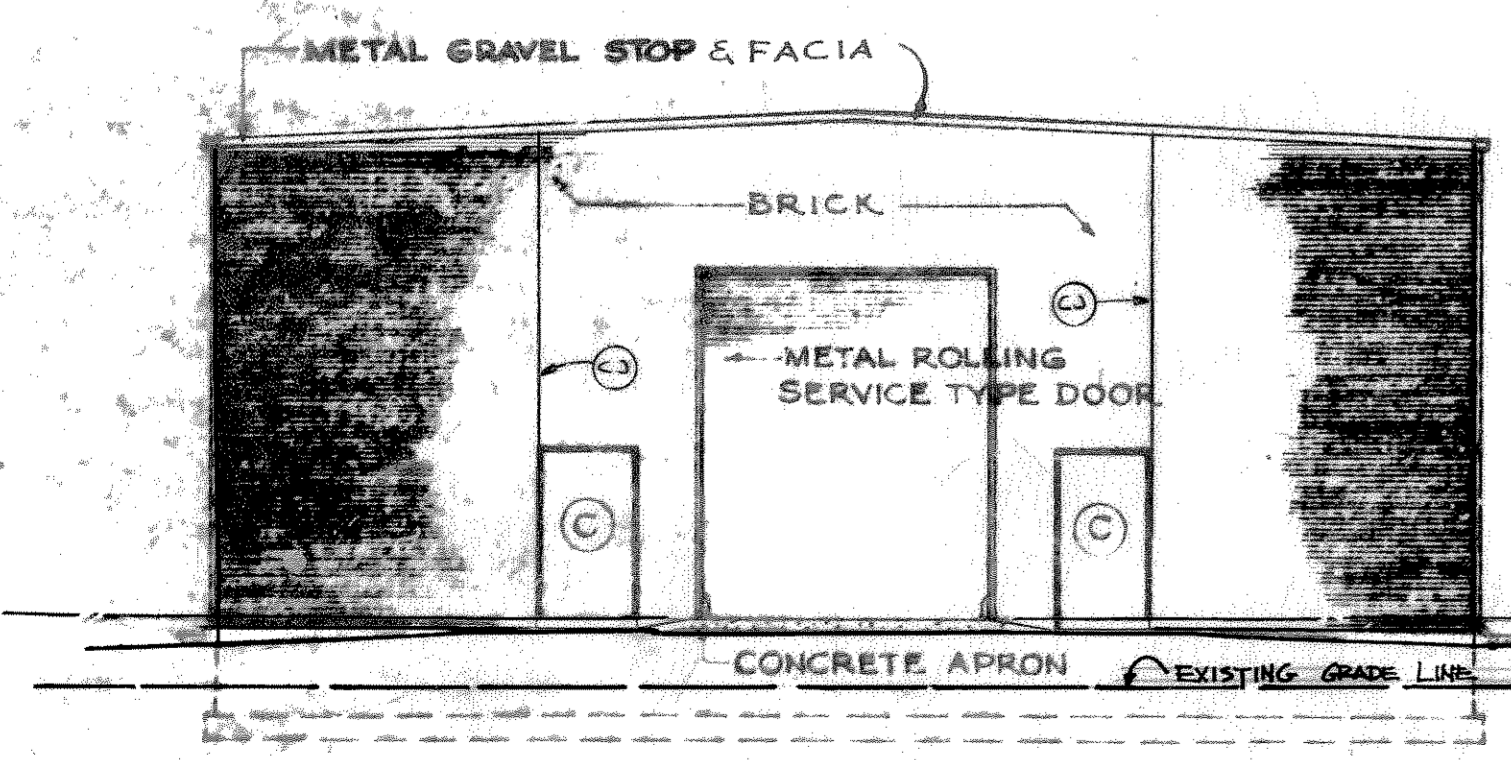 METAL GRAVEL STOP & FACIA
BRICK
CJ
CJ
METAL ROLLING
SERVICE TYPE DOOR
C
C
CONCRETE APRON
EXISTING GRADE LINE